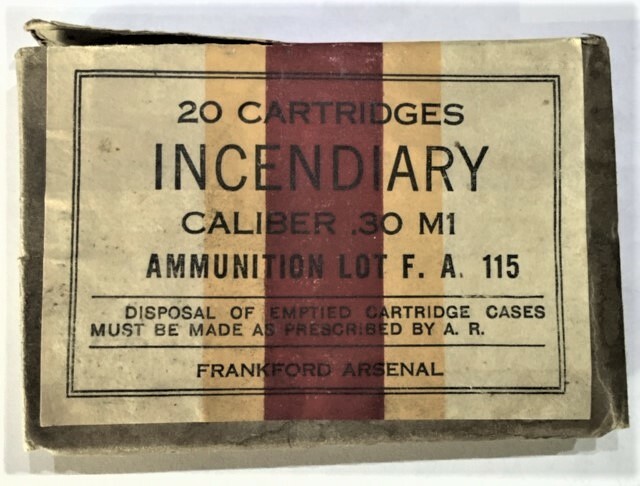 20 CARTRIDGES
INCENDIARY
CALIBER .30 M1
AMMUNITION LOT F. A. 115
DISPOSAL OF EMPTIED CARTRIDGE CASES
MUST BE MADE AS PRESCRIBED BY A. R.
FRANKFORD ARSENAL